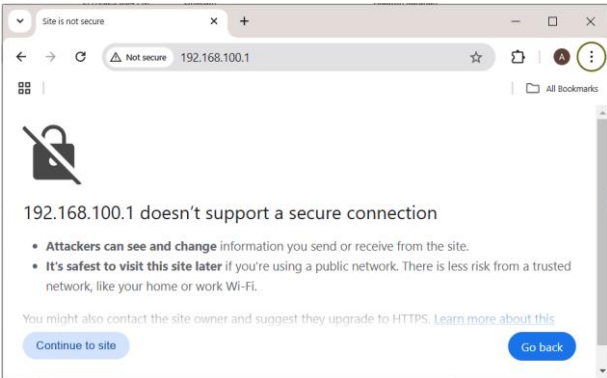 Site is not secure
Not secure 192.168.100.1
A
All Bookmarks
192.168.100.1 doesn't support a secure connection
• Attackers can see and change information you send or receive from the site.
• It's safest to visit this site later if you're using a public network. There is less risk from a trusted
network, like your home or work Wi-Fi.
You might also contact the site owner and suggest they upgrade to HTTPS. Learn more about this
Continue to site
Go back